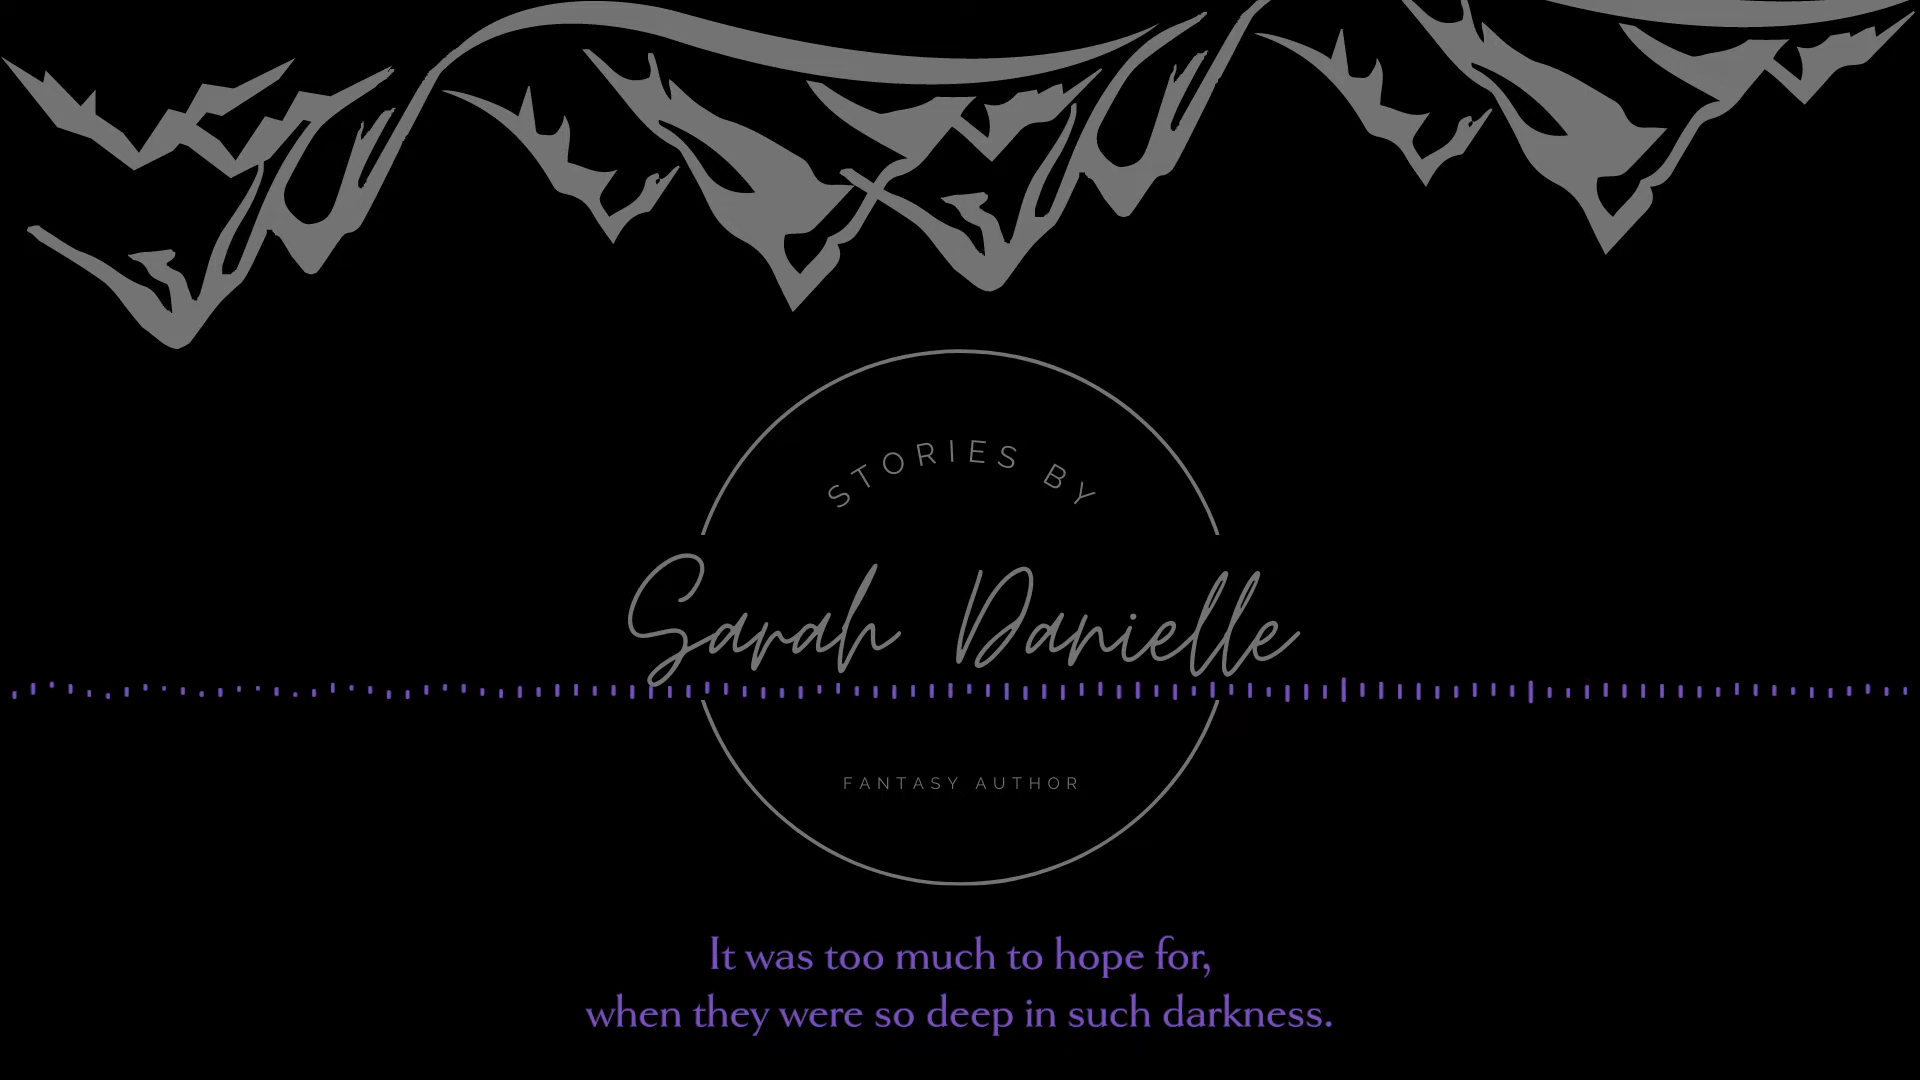 STORIES BY
Sarah Danielle
FANTASY AUTHOR
It was too much to hope for,
when they were so deep in such darkness.